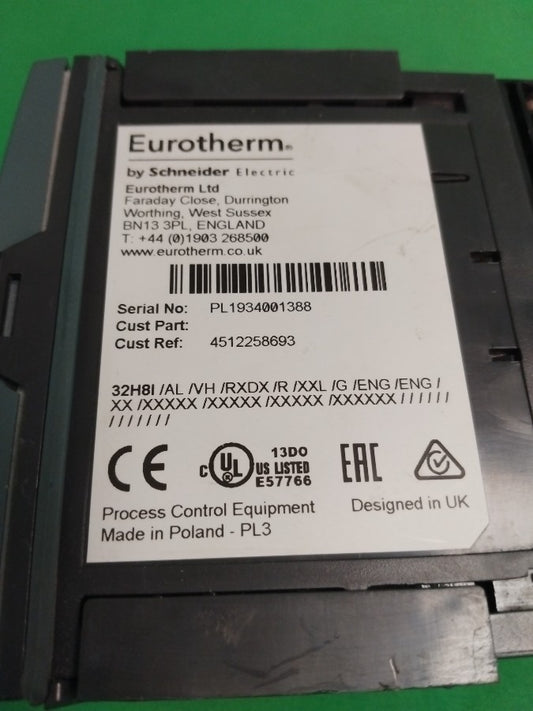 Eurotherm®
by Schneider Electric
Eurotherm Ltd
Faraday Close, Durrington
Worthing, West Sussex
BN13 3PL, ENGLAND
T: +44 (0)1903 268500
www.eurotherm.co.uk
Serial No: PL1934001388
Cust Part:
Cust Ref: 4512258693
32H8I /AL /VH /RXDX /R /XXL /G /ENG /ENG /
XX /XXXXX /XXXXX /XXXXX /XXXXXX / / / / / /
/ / / / / / /
CE
c UL US LISTED
13DO
E57766
EAC
Process Control Equipment
Designed in UK
Made in Poland - PL3